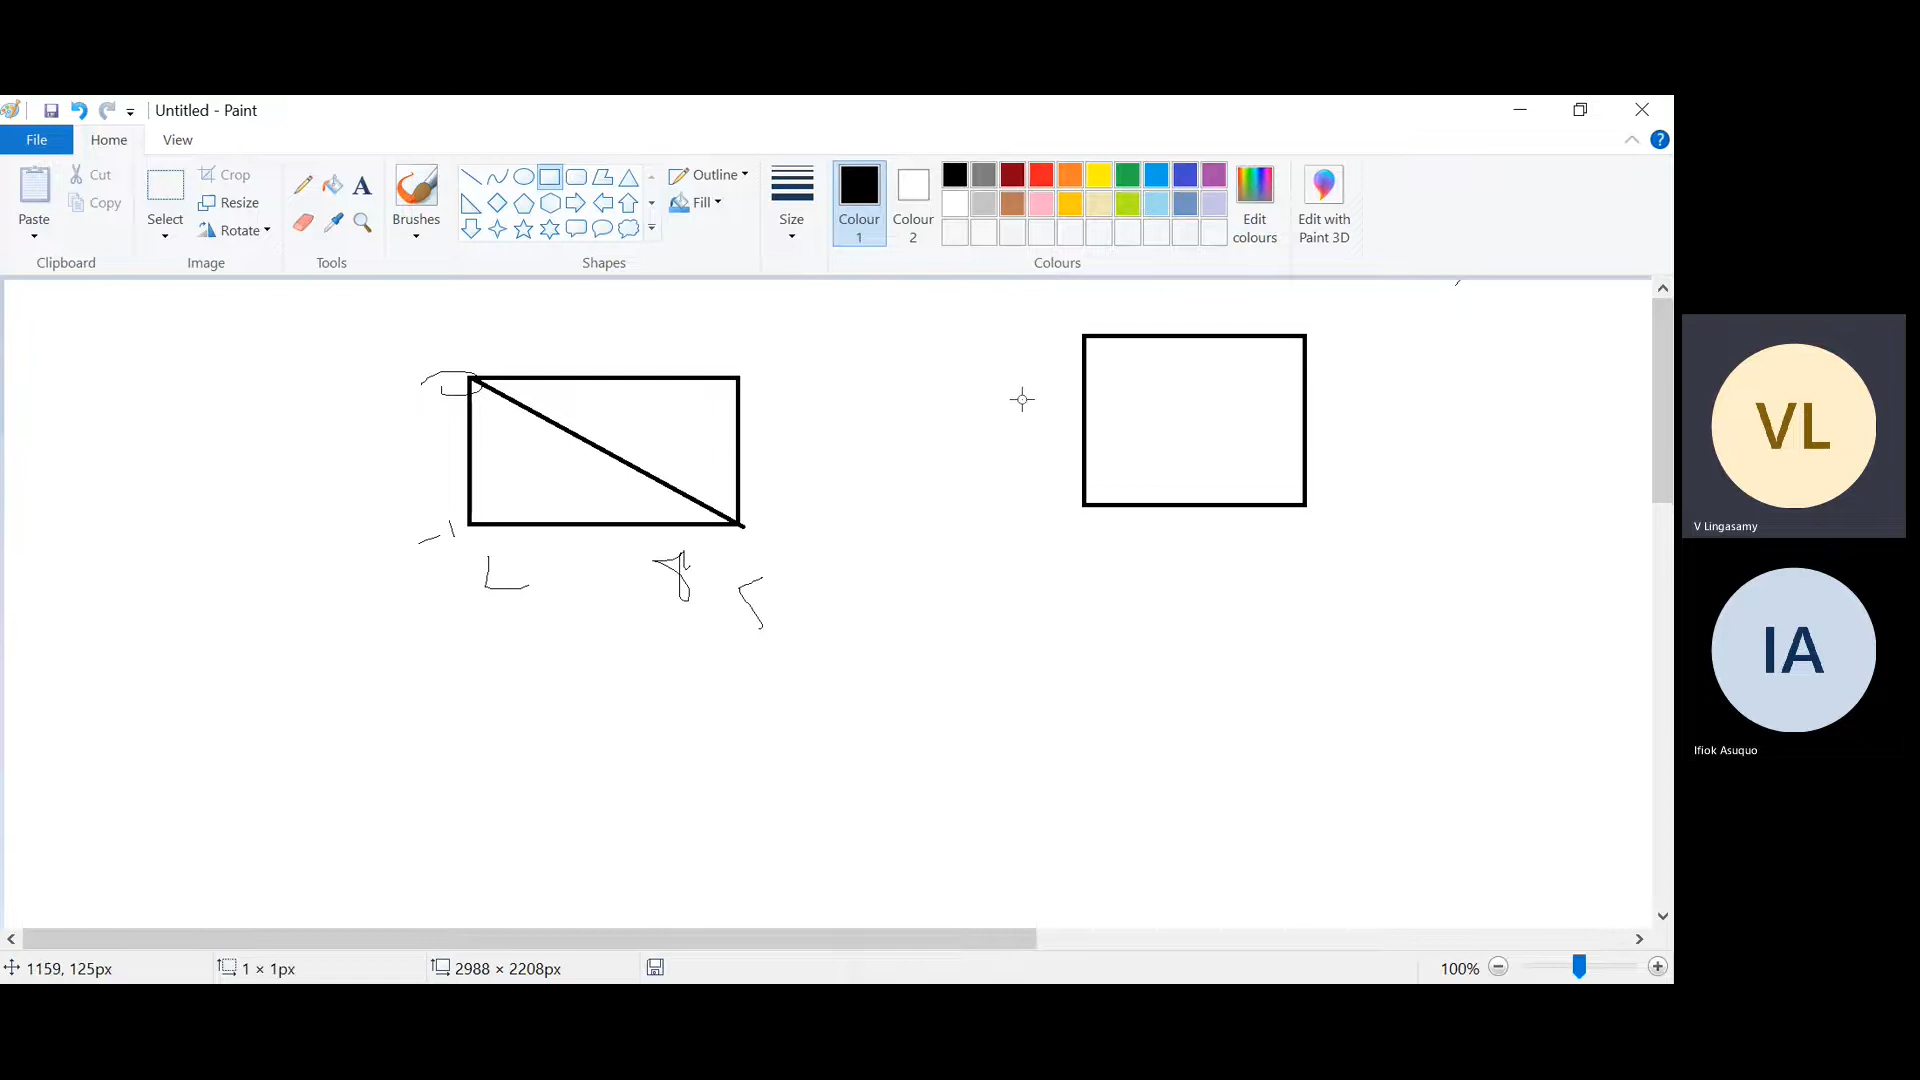 Untitled - Paint
File Home View
Paste
Cut
Copy
Clipboard
Select
Crop
Resize
Rotate
Image
A
Tools
Brushes
Shapes
Outline
Fill
Size
Colour 1
Colour 2
Edit colours
Edit with Paint 3D
Colours
?
L
VL
V Lingasamy
IA
Ifiok Asuquo
1159, 125px
1 × 1px
2988 × 2208px
100%